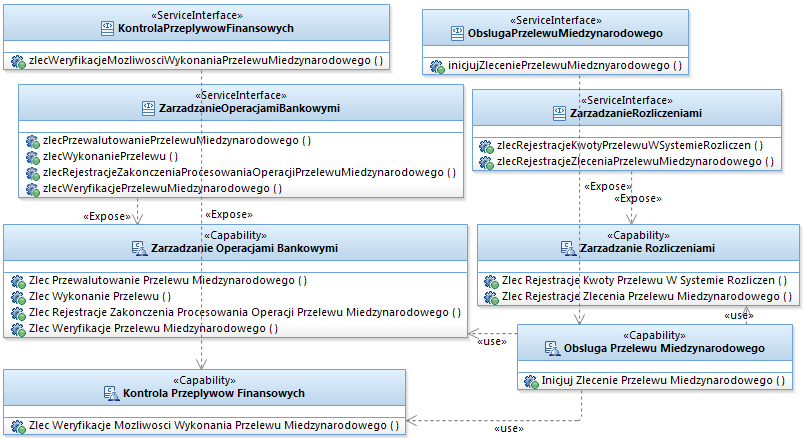 «ServiceInterface»
KontrolaPrzeplywowFinansowych
zlecWeryfikacjeMozliwosciWykonaniaPrzelewuMiedzynarodowego ( )
«ServiceInterface»
ObslugaPrzelewuMiedzynarodowego
inicjujZleceniePrzelewuMiedznyarodowego ( )
«ServiceInterface»
ZarzadzanieOperacjamiBankowymi
zlecPrzewalutowaniePrzelewuMiedzynarodowego ( )
zlecWykonaniePrzelewu ( )
zlecRejestracjeZakonczeniaProcesowaniaOperacjiPrzelewuMiedzynarodowego ( )
zlecWeryfikacjePrzelewuMiedzynarodowego ( )
«ServiceInterface»
ZarzadzanieRozliczeniami
zlecRejestracjeKwotyPrzelewuWSystemieRozliczen ( )
zlecRejestracjeZleceniaPrzelewuMiedzynarodowego ( )
«Expose»
«Expose»
«Expose»
«Expose»
«Capability»
Zarzadzanie Operacjami Bankowymi
Zlec Przewalutowanie Przelewu Miedzynarodowego ( )
Zlec Wykonanie Przelewu ( )
Zlec Rejestracje Zakonczenia Procesowania Operacji Przelewu Miedzynarodowego ( )
Zlec Weryfikacje Przelewu Miedzynarodowego ( )
«Capability»
Zarzadzanie Rozliczeniami
Zlec Rejestracje Kwoty Przelewu W Systemie Rozliczen ( )
Zlec Rejestracje Zlecenia Przelewu Miedzynarodowego ( )
«use»
«use»
«Capability»
Obsluga Przelewu Miedzynarodowego
Inicjuj Zlecenie Przelewu Miedzynarodowego ( )
«Capability»
Kontrola Przeplywow Finansowych
Zlec Weryfikacje Mozliwosci Wykonania Przelewu Miedzynarodowego ( )
«use»